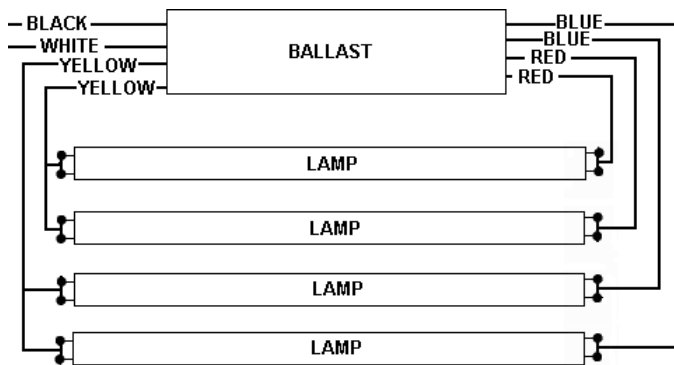 BLACK
WHITE
YELLOW
YELLOW
BALLAST
BLUE
BLUE
RED
RED
LAMP
LAMP
LAMP
LAMP